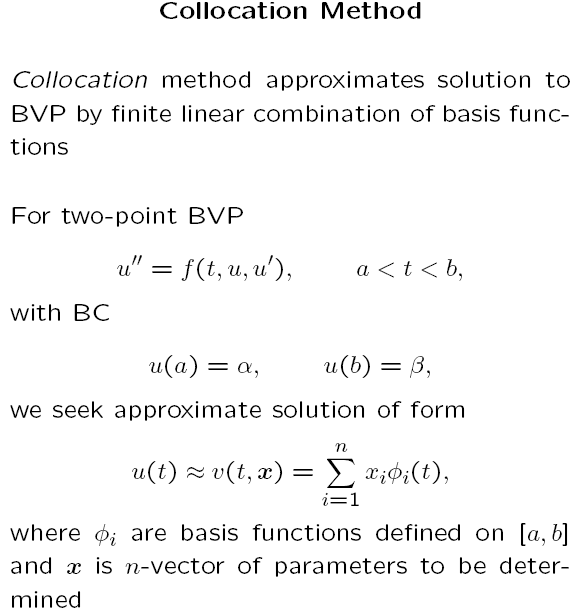 Collocation Method
Collocation method approximates solution to
BVP by finite linear combination of basis func-
tions
For two-point BVP
u′′ = f(t, u, u′), a < t < b,
with BC
u(a) = α, u(b) = β,
we seek approximate solution of form
u(t) ≈ v(t, x) = ∑_{i=1}^{n} x_i ϕ_i(t),
where ϕ_i are basis functions defined on [a, b]
and x is n-vector of parameters to be deter-
mined